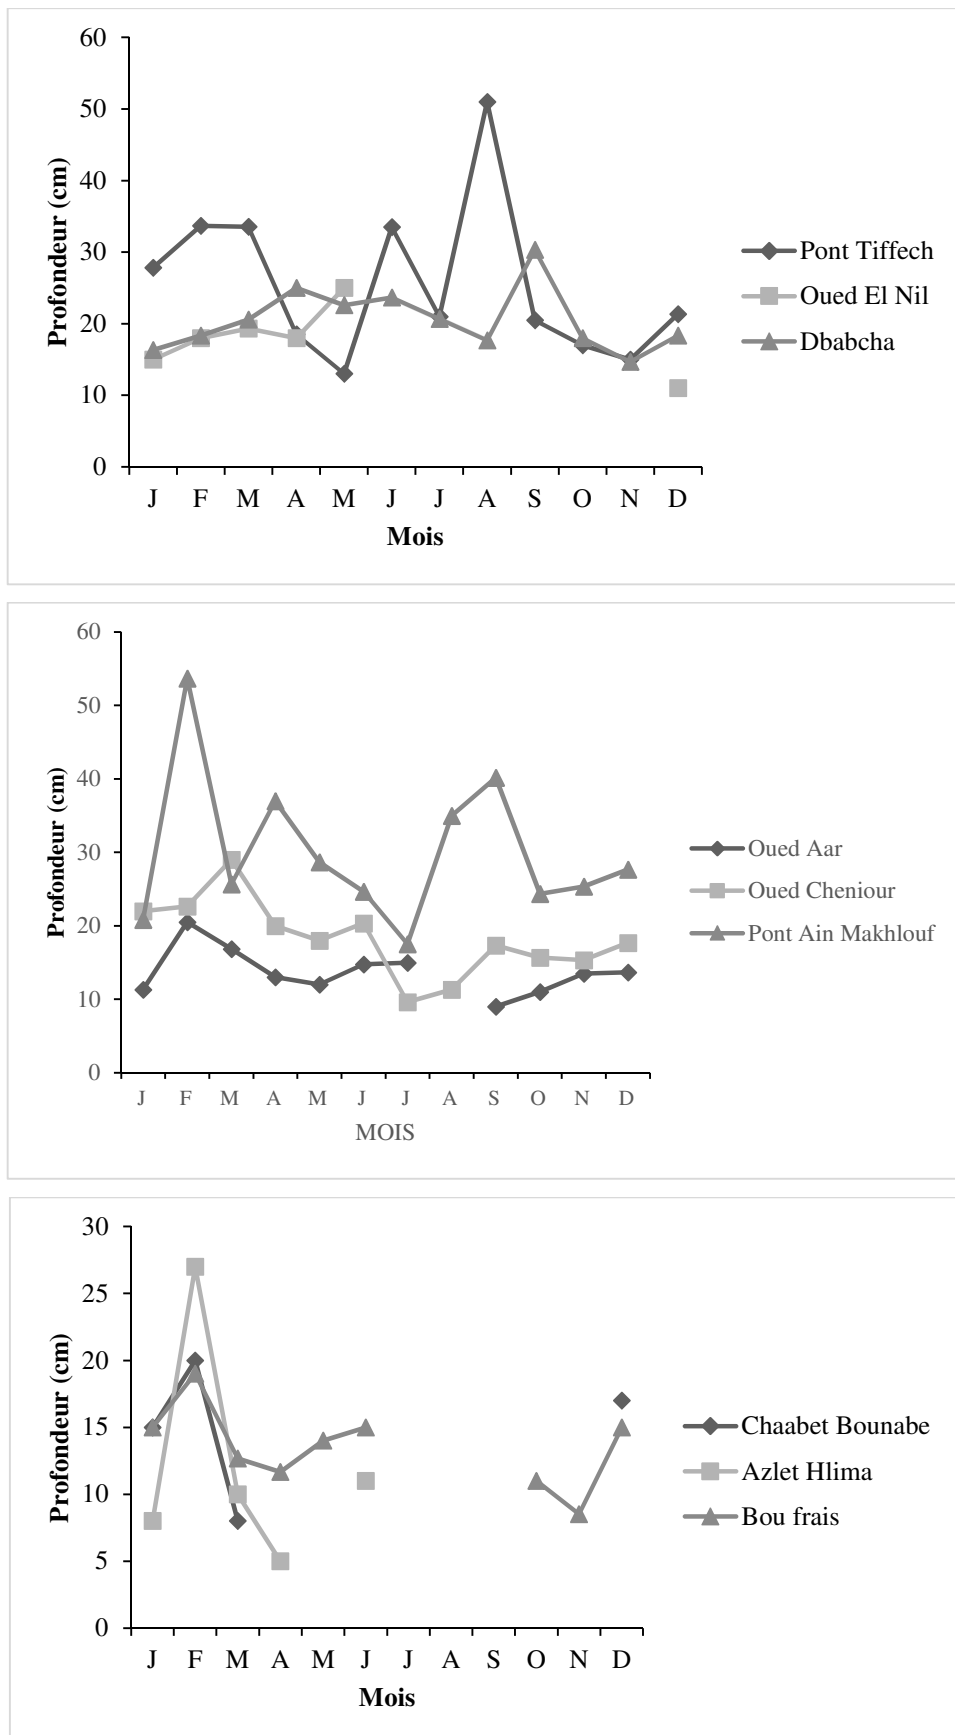 60
50
40
30
20
10
0
Profondeur (cm)
J F M A M J J A S O N D
Mois
Pont Tiffech
Oued El Nil
Dbabcha
60
50
40
30
20
10
0
Profondeur (cm)
J F M A M J J A S O N D
MOIS
Oued Aar
Oued Cheniour
Pont Ain Makhlouf
30
25
20
15
10
5
0
Profondeur (cm)
J F M A M J J A S O N D
Mois
Chaabet Bounabe
Azlet Hlima
Bou frais